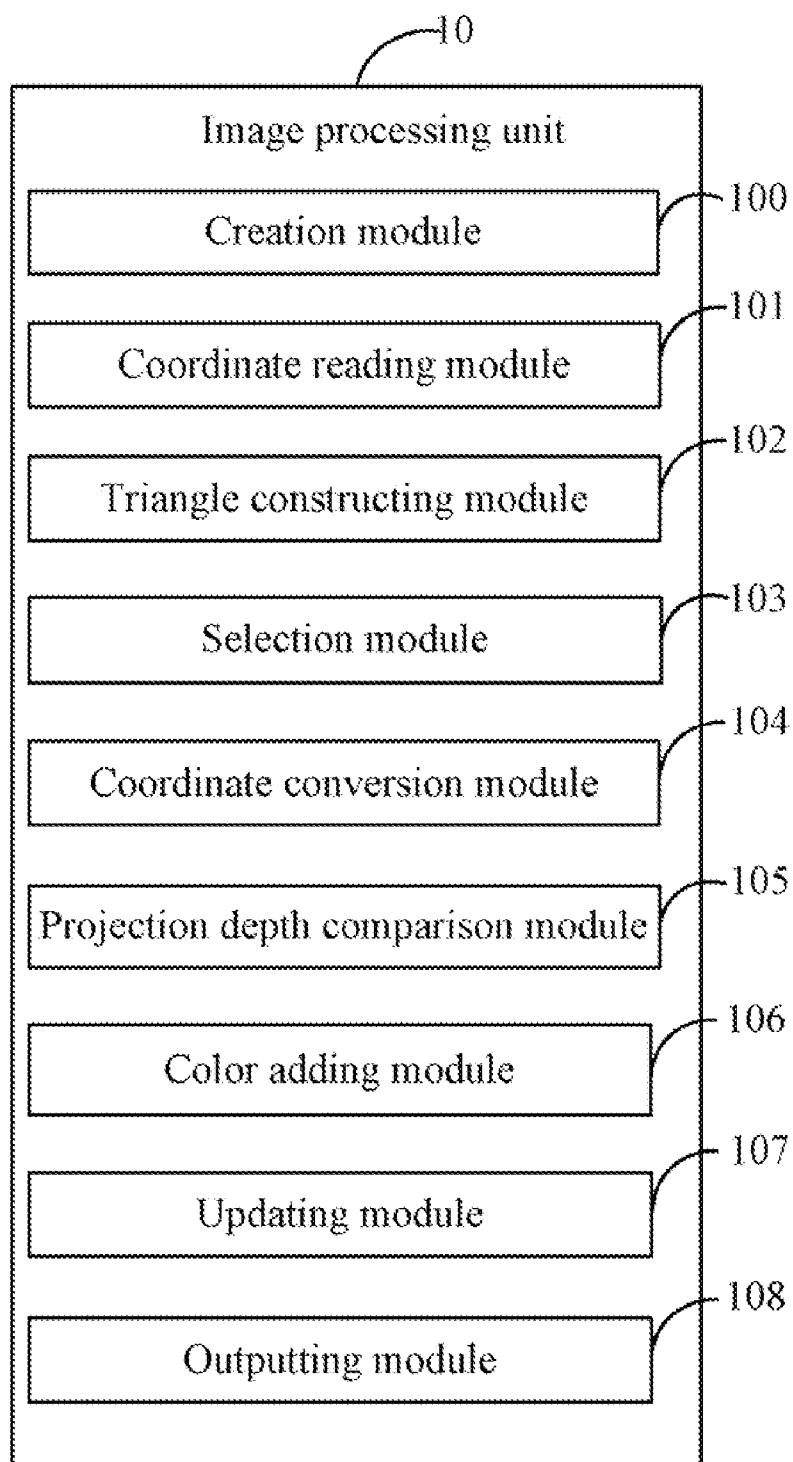 10
Image processing unit
100
Creation module
101
Coordinate reading module
102
Triangle constructing module
103
Selection module
104
Coordinate conversion module
105
Projection depth comparison module
106
Color adding module
107
Updating module
108
Outputting module